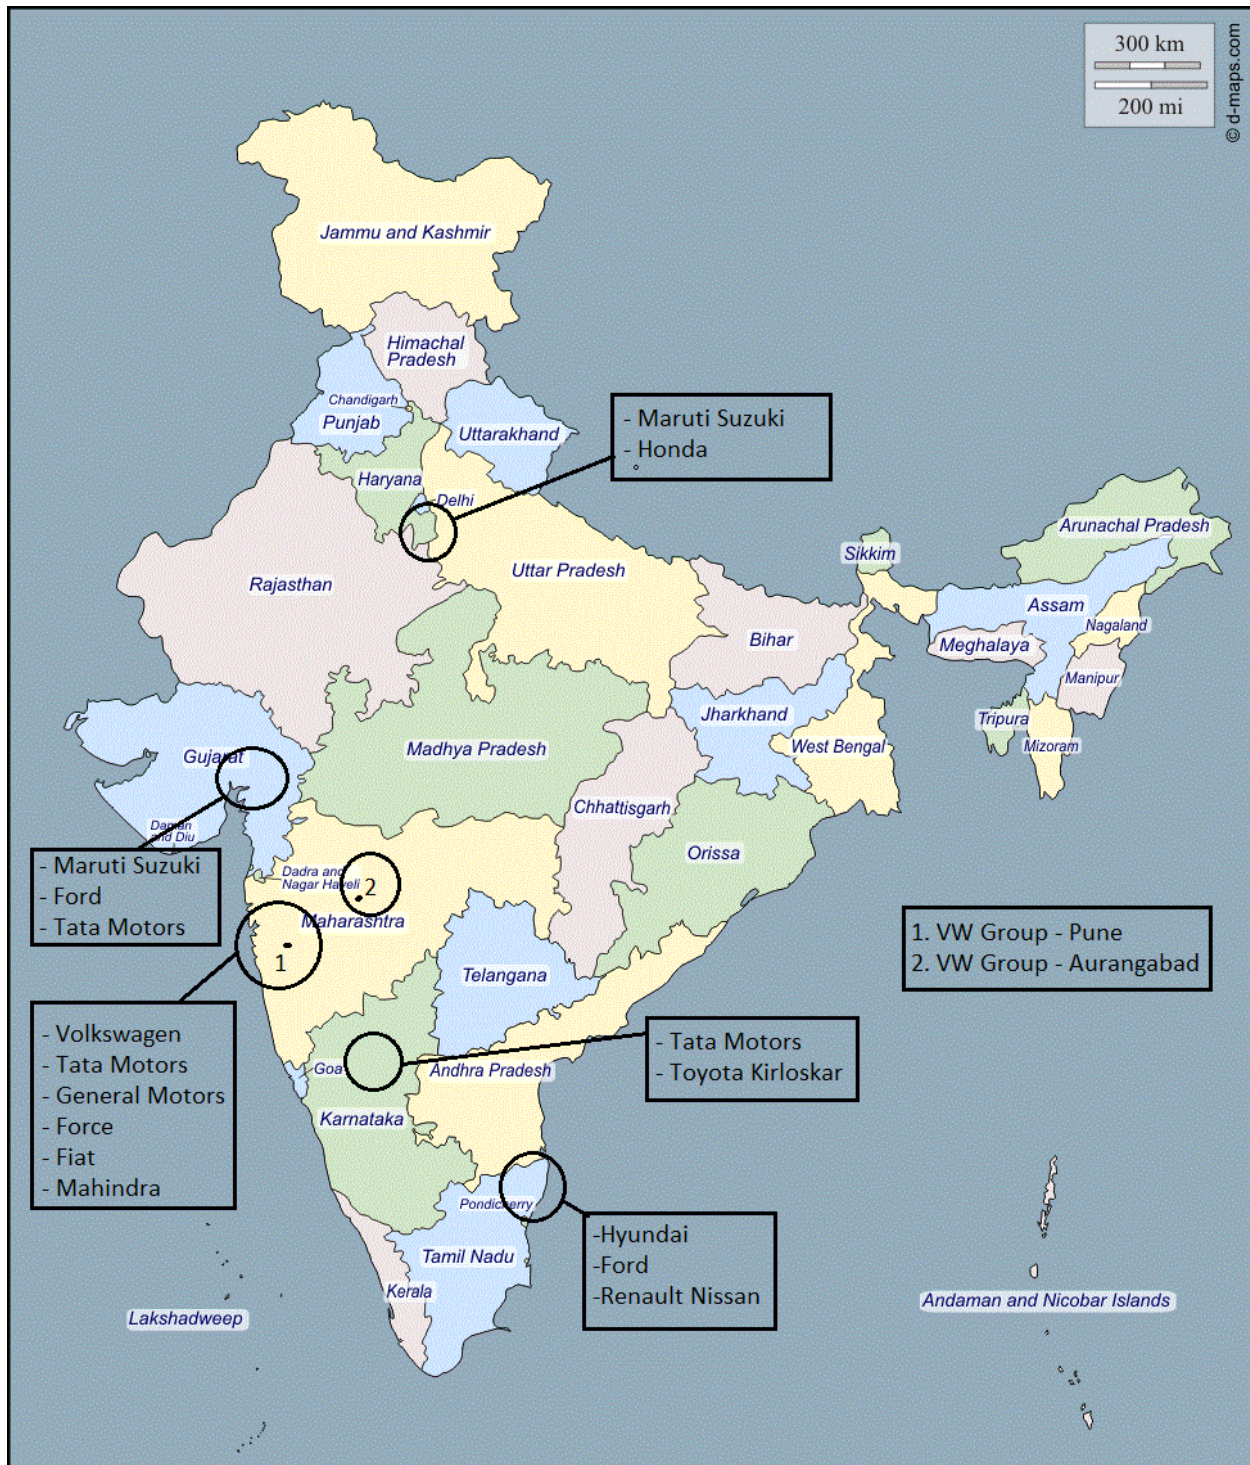 300 km
200 mi
© d-maps.com
Jammu and Kashmir
Himachal
Pradesh
Chandigarh
Punjab
Uttarakhand
- Maruti Suzuki
- Honda
Haryana
Delhi
Rajasthan
Uttar Pradesh
Sikkim
Arunachal Pradesh
Assam
Nagaland
Meghalaya
Manipur
Bihar
Tripura
Mizoram
Jharkhand
West Bengal
Gujarat
Madhya Pradesh
Chhattisgarh
Orissa
Daman
and Diu
- Maruti Suzuki
- Ford
- Tata Motors
Dadra and
Nagar Haveli
2
Maharashtra
1
Telangana
1. VW Group - Pune
2. VW Group - Aurangabad
- Volkswagen
- Tata Motors
- General Motors
- Force
- Fiat
- Mahindra
Goa
- Tata Motors
- Toyota Kirloskar
Andhra Pradesh
Karnataka
Pondicherry
-Hyundai
-Ford
-Renault Nissan
Tamil Nadu
Kerala
Lakshadweep
Andaman and Nicobar Islands